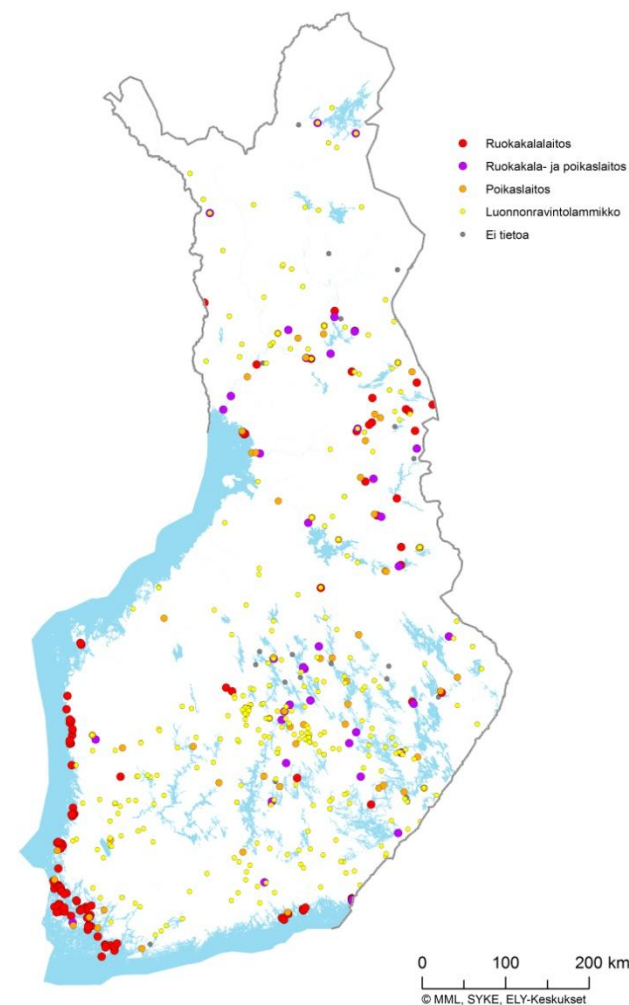 Ruokakalalaitos
Ruokakala- ja poikaslaitos
Poikaslaitos
Luonnonravintolammikko
Ei tietoa
0 100 200 km
© MML, SYKE, ELY-Keskukset